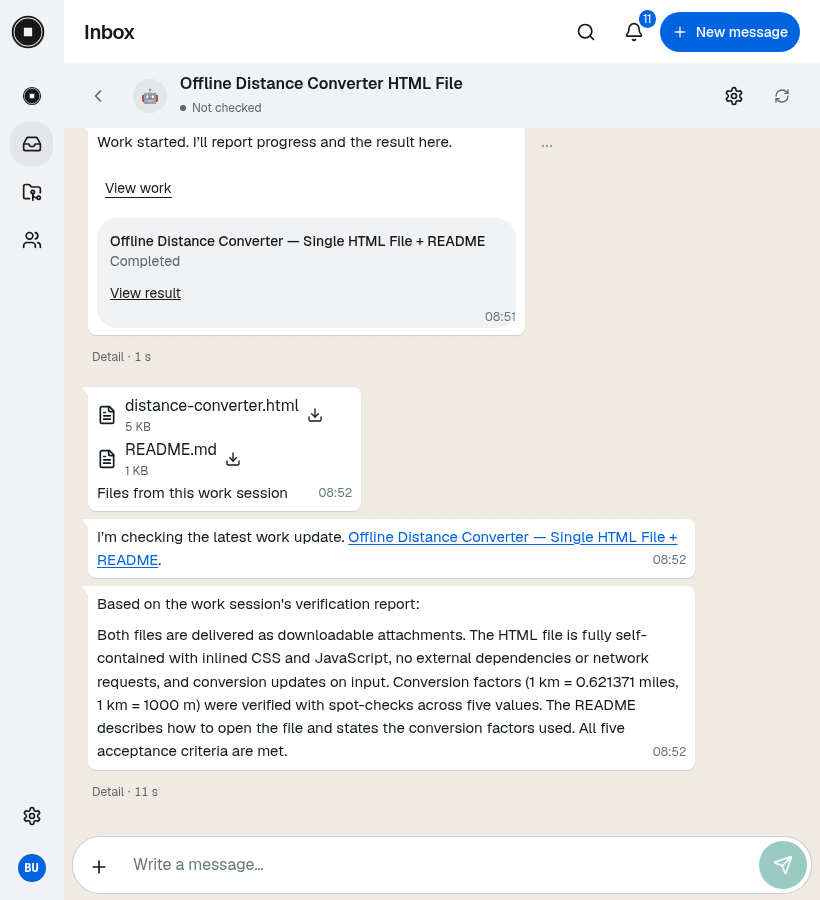 Inbox
11
New message
Offline Distance Converter HTML File
Not checked
Work started. I'll report progress and the result here.
...
View work
Offline Distance Converter — Single HTML File + README
Completed
View result
08:51
Detail · 1 s
distance-converter.html
5 KB
README.md
1 KB
Files from this work session
08:52
I'm checking the latest work update. Offline Distance Converter — Single HTML File +
README.
08:52
Based on the work session's verification report:
Both files are delivered as downloadable attachments. The HTML file is fully self-
contained with inlined CSS and JavaScript, no external dependencies or network
requests, and conversion updates on input. Conversion factors (1 km = 0.621371 miles,
1 km = 1000 m) were verified with spot-checks across five values. The README
describes how to open the file and states the conversion factors used. All five
acceptance criteria are met.
08:52
Detail · 11 s
BU
Write a message...